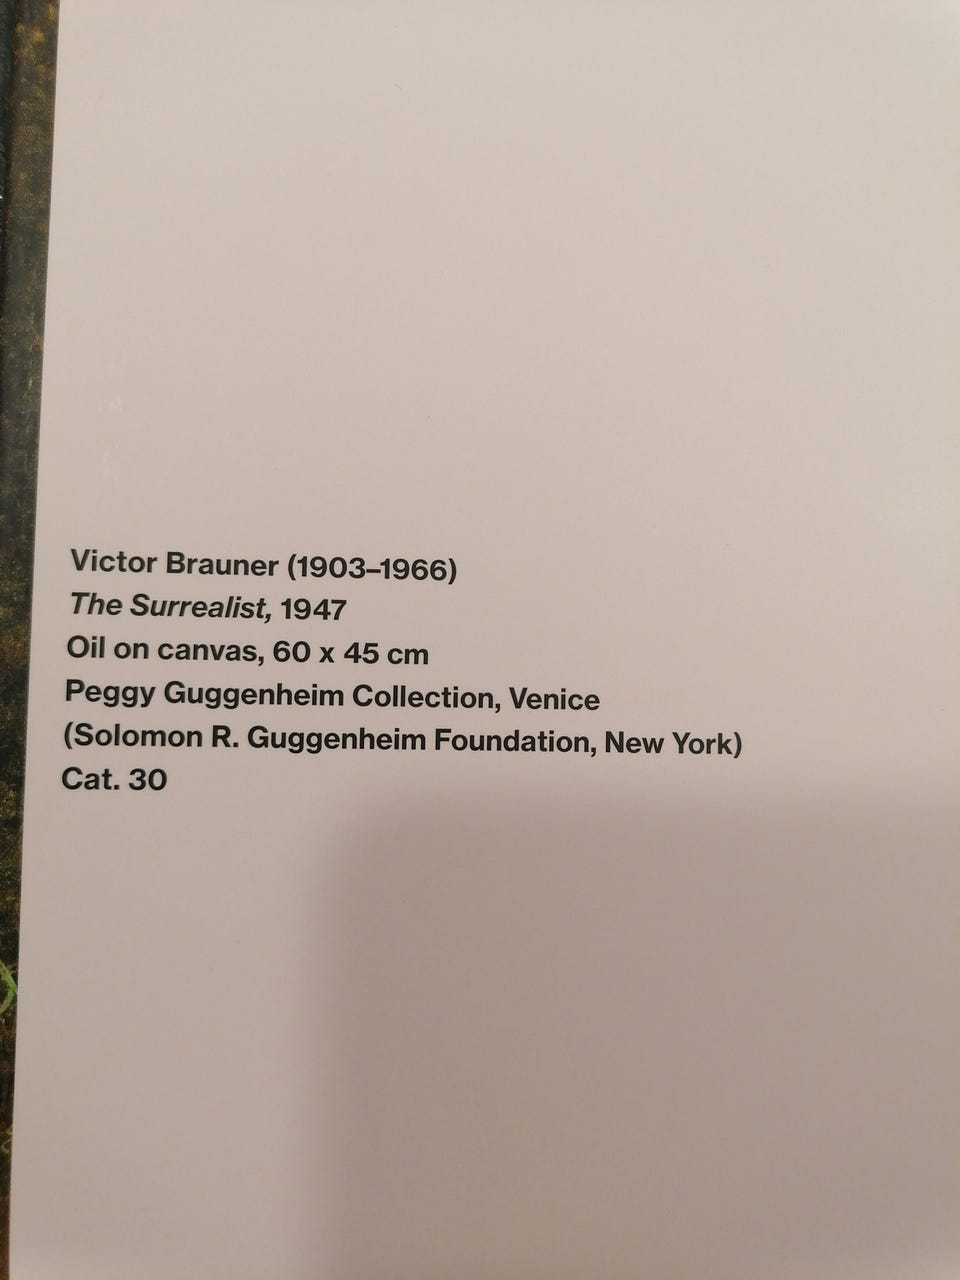 Victor Brauner (1903–1966)
The Surrealist, 1947
Oil on canvas, 60 x 45 cm
Peggy Guggenheim Collection, Venice
(Solomon R. Guggenheim Foundation, New York)
Cat. 30